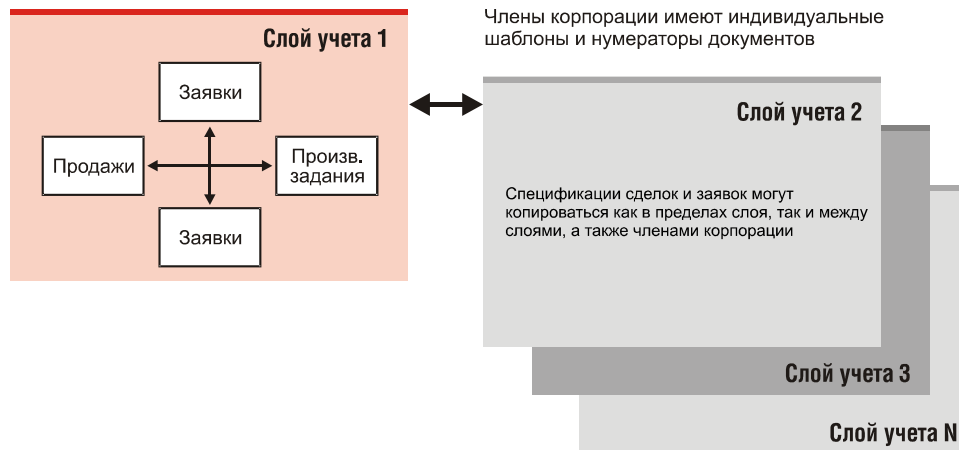 Члены корпорации имеют индивидуальные
шаблоны и нумераторы документов
Слой учета 1
Заявки
Продажи
Произв.
задания
Заявки
Слой учета 2
Спецификации сделок и заявок могут
копироваться как в пределах слоя, так и между
слоями, а также членами корпорации
Слой учета 3
Слой учета N